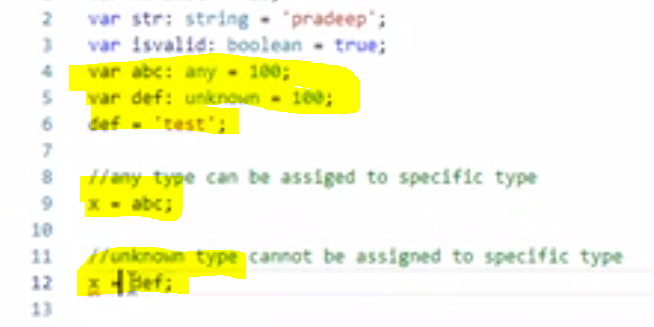 2 var str: string = 'pradeep';
3 var isvalid: boolean = true;
4 var abc: any = 100;
5 var def: unknown = 100;
6 def = 'test';
7
8 //any type can be assiged to specific type
9 x = abc;
10
11 //unknown type cannot be assigned to specific type
12 x = def;
13